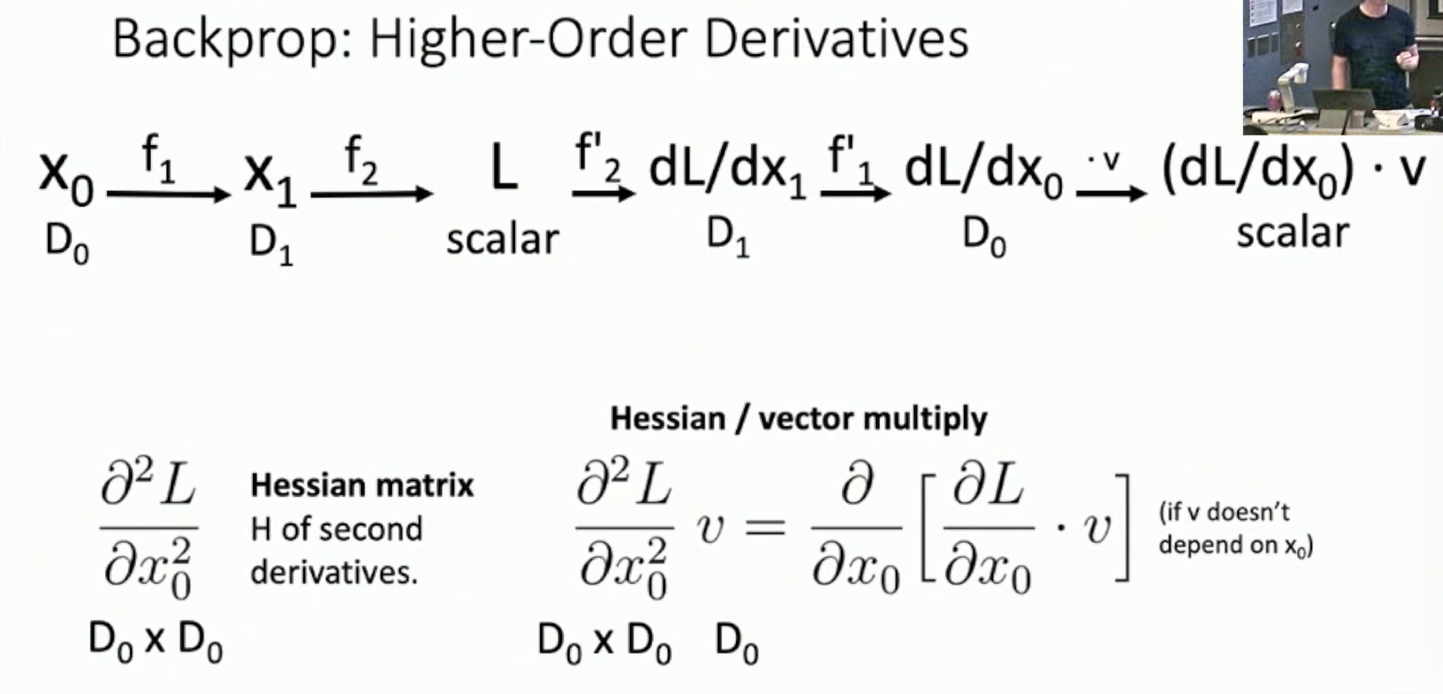 Backprop: Higher-Order Derivatives
x₀ —f₁→ x₁ —f₂→ L —f'₂→ dL/dx₁ —f'₁→ dL/dx₀ —· v→ (dL/dx₀) · v
D₀ D₁ scalar D₁ D₀ scalar
Hessian / vector multiply
∂²L/∂x₀²
Hessian matrix
H of second
derivatives.
∂²L/∂x₀² v = ∂/∂x₀ [∂L/∂x₀ · v]
(if v doesn't
depend on x₀)
D₀ x D₀
D₀ x D₀ D₀